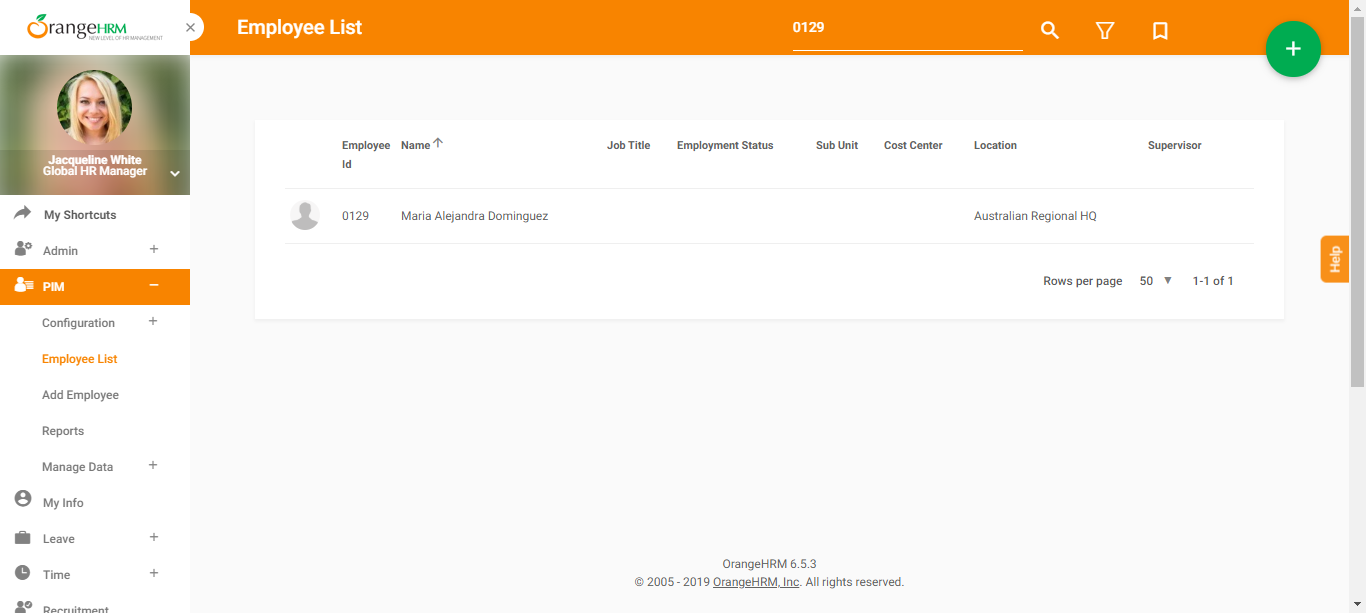 OrangeHRM
NEW LEVEL OF HR MANAGEMENT
Employee List
0129
Jacqueline White
Global HR Manager
My Shortcuts
Admin
PIM
Configuration
Employee List
Add Employee
Reports
Manage Data
My Info
Leave
Time
Recruitment
Employee Id Name Job Title Employment Status Sub Unit Cost Center Location Supervisor
0129 Maria Alejandra Dominguez Australian Regional HQ
Rows per page 50 1-1 of 1
Help
OrangeHRM 6.5.3
© 2005 - 2019 OrangeHRM, Inc. All rights reserved.